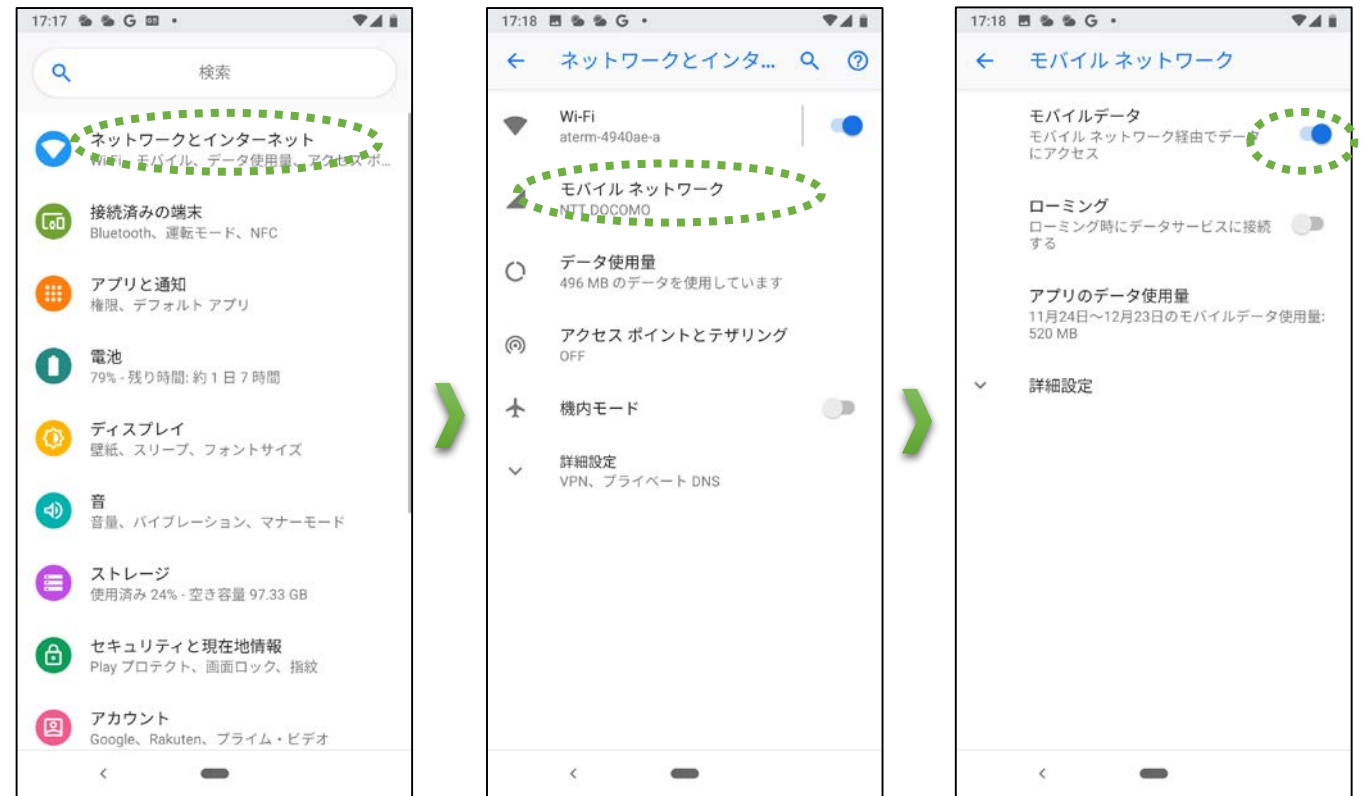 17:17 G
検索
ネットワークとインターネット
Wi-Fi、モバイル、データ使用量、アクセス ポ...
接続済みの端末
Bluetooth、運転モード、NFC
アプリと通知
権限、デフォルト アプリ
電池
79% - 残り時間: 約 1 日 7 時間
ディスプレイ
壁紙、スリープ、フォントサイズ
音
音量、バイブレーション、マナーモード
ストレージ
使用済み 24% - 空き容量 97.33 GB
セキュリティと現在地情報
Play プロテクト、画面ロック、指紋
アカウント
Google、Rakuten、プライム・ビデオ
17:18 G
ネットワークとインタ...
Wi-Fi
aterm-4940ae-a
モバイル ネットワーク
NTT DOCOMO
データ使用量
496 MB のデータを使用しています
アクセス ポイントとテザリング
OFF
機内モード
詳細設定
VPN、プライベート DNS
17:18 G
モバイル ネットワーク
モバイルデータ
モバイル ネットワーク経由でデータ
にアクセス
ローミング
ローミング時にデータサービスに接続
する
アプリのデータ使用量
11月24日～12月23日のモバイルデータ使用量:
520 MB
詳細設定